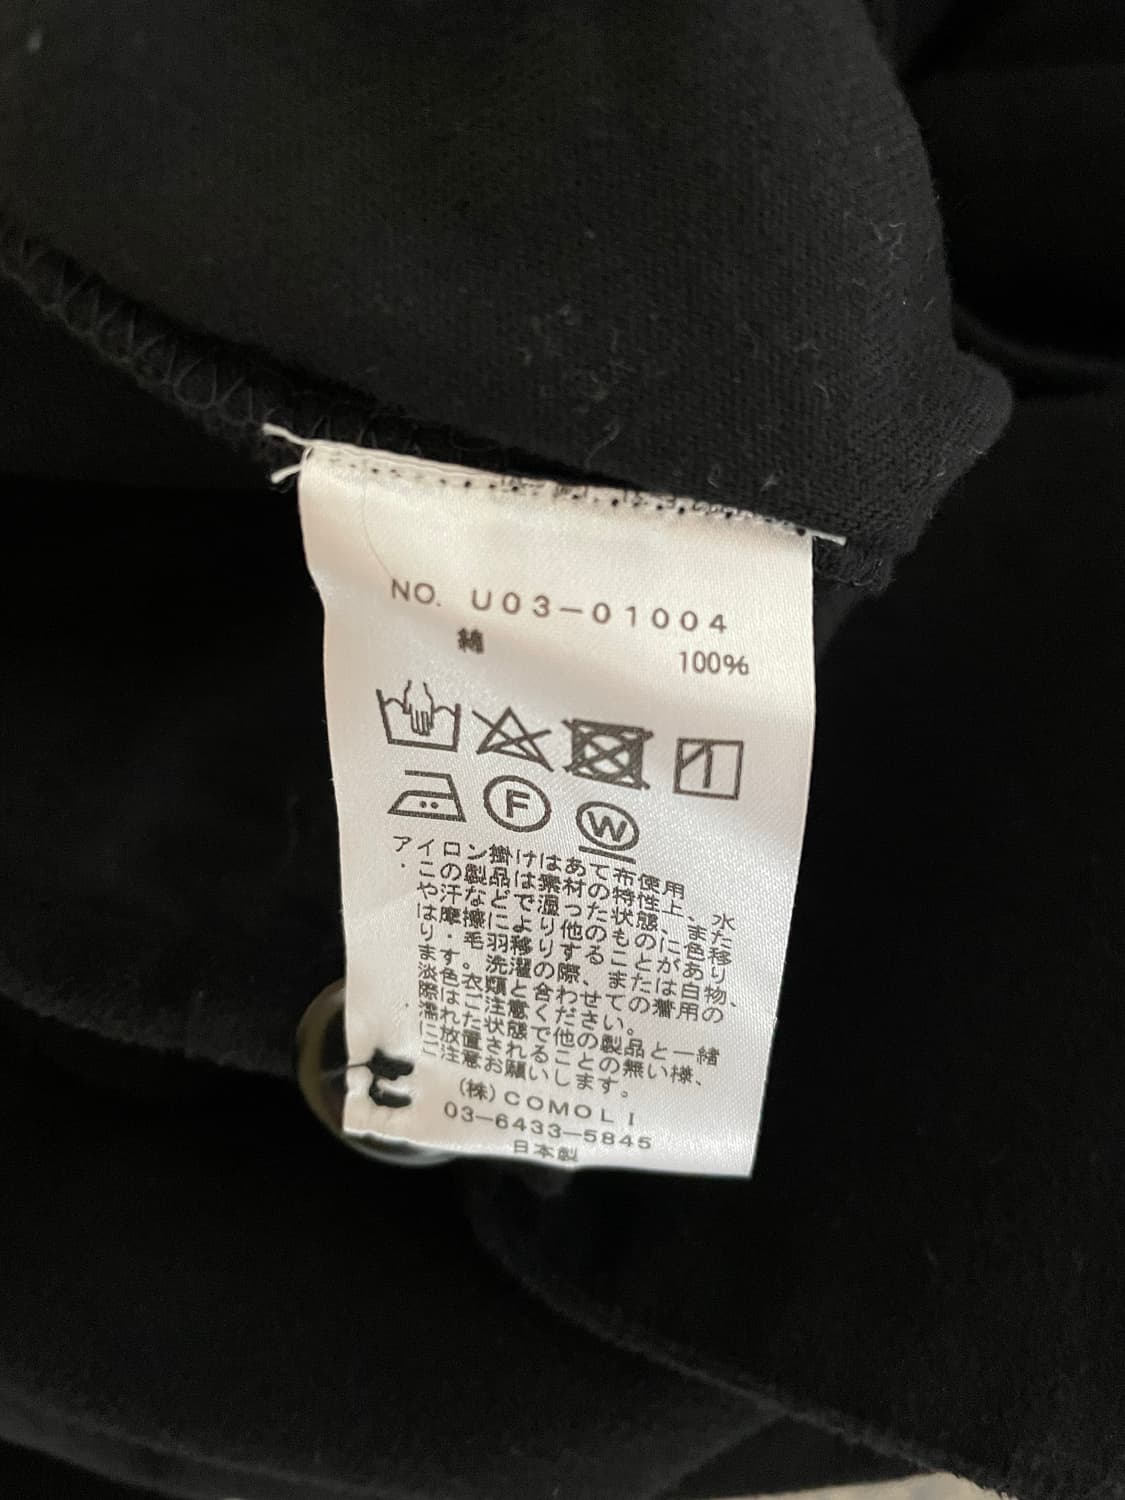 NO. U03-01004
綿 100%
F
W
アイロン掛けはあて布使用
・この製品は素材の特性上、水
や汗などで湿った状態、また
は摩擦により他のものに色移
り・毛羽移りすることがあり
ます。洗濯の際、または白物、
淡色衣類と合わせての着用の
際はご注意ください。
・濡れた状態で他の製品と一緒
に放置されることの無い様、
ご注意お願いします。
(株)COMOLI
03-6433-5845
日本製